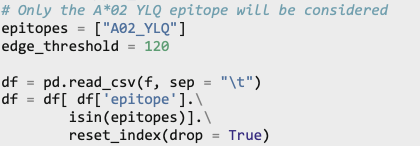 # Only the A*02 YLQ epitope will be considered
epitopes = ["A02_YLQ"]
edge_threshold = 120
df = pd.read_csv(f, sep = "\t")
df = df[ df['epitope'].\
isin(epitopes)].\
reset_index(drop = True)